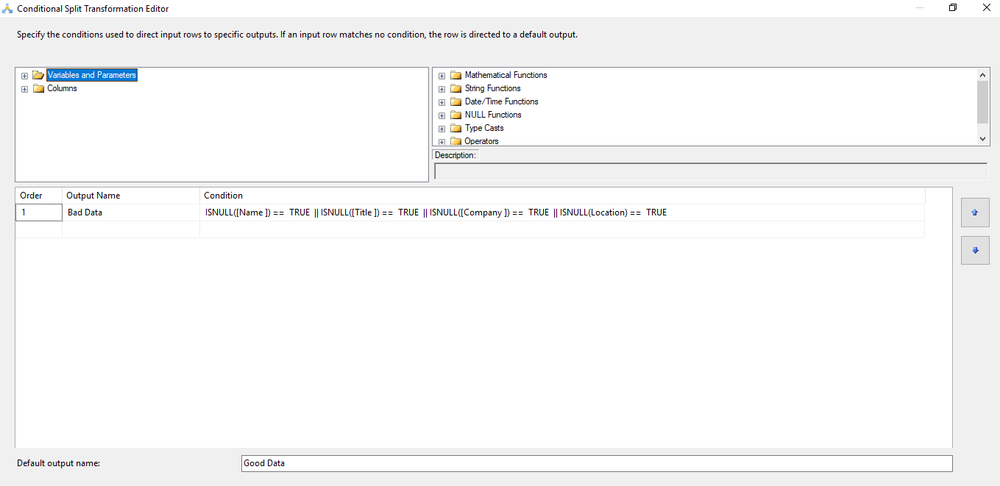 Conditional Split Transformation Editor
Specify the conditions used to direct input rows to specific outputs. If an input row matches no condition, the row is directed to a default output.
Variables and Parameters
Columns
Mathematical Functions
String Functions
Date/Time Functions
NULL Functions
Type Casts
Operators
Description:
Order Output Name Condition
1 Bad Data ISNULL([Name ]) == TRUE || ISNULL([Title ]) == TRUE || ISNULL([Company ]) == TRUE || ISNULL(Location) == TRUE
Default output name: Good Data